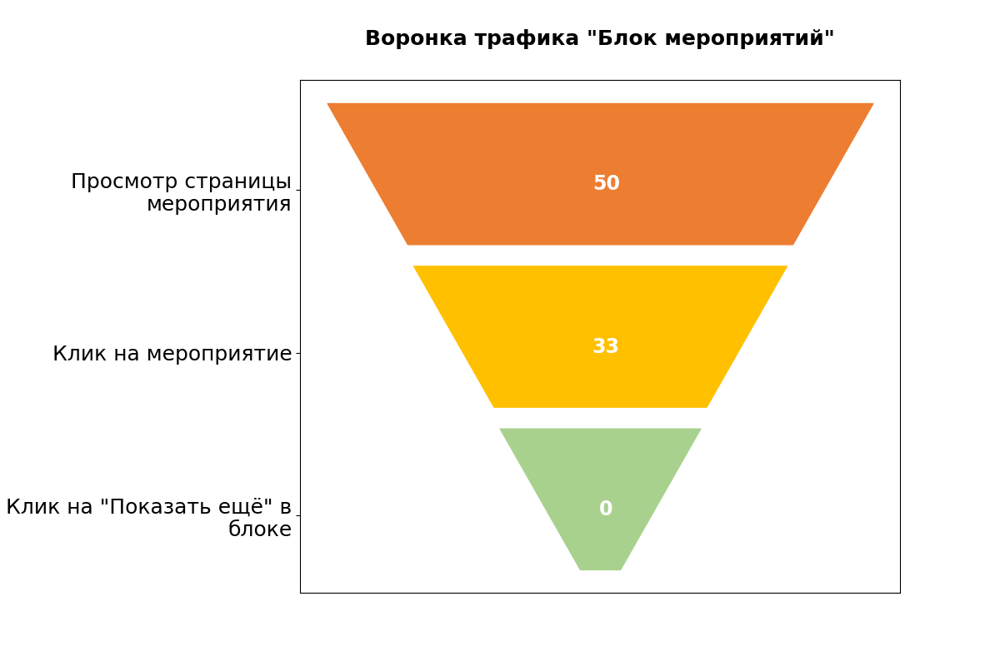 Воронка трафика "Блок мероприятий"
Просмотр страницы
мероприятия
50
Клик на мероприятие
33
Клик на "Показать ещё" в
блоке
0